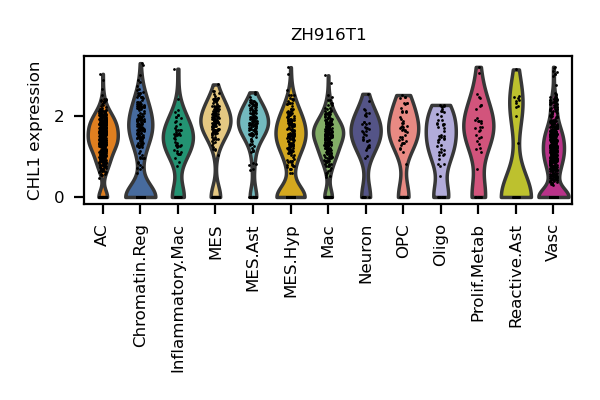 ZH916T1
CHL1 expression
2
0
AC
Chromatin.Reg
Inflammatory.Mac
MES
MES.Ast
MES.Hyp
Mac
Neuron
OPC
Oligo
Prolif.Metab
Reactive.Ast
Vasc